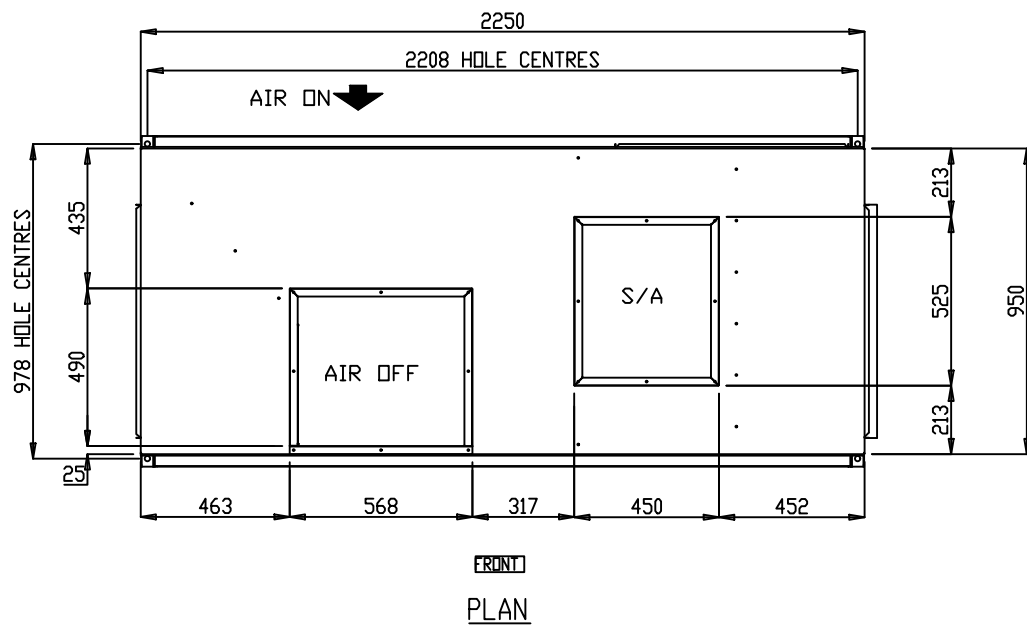 2250
2208 HOLE CENTRES
AIR ON
978 HOLE CENTRES
435
490
25
AIR OFF
S/A
213
525
213
950
463
568
317
450
452
FRONT
PLAN